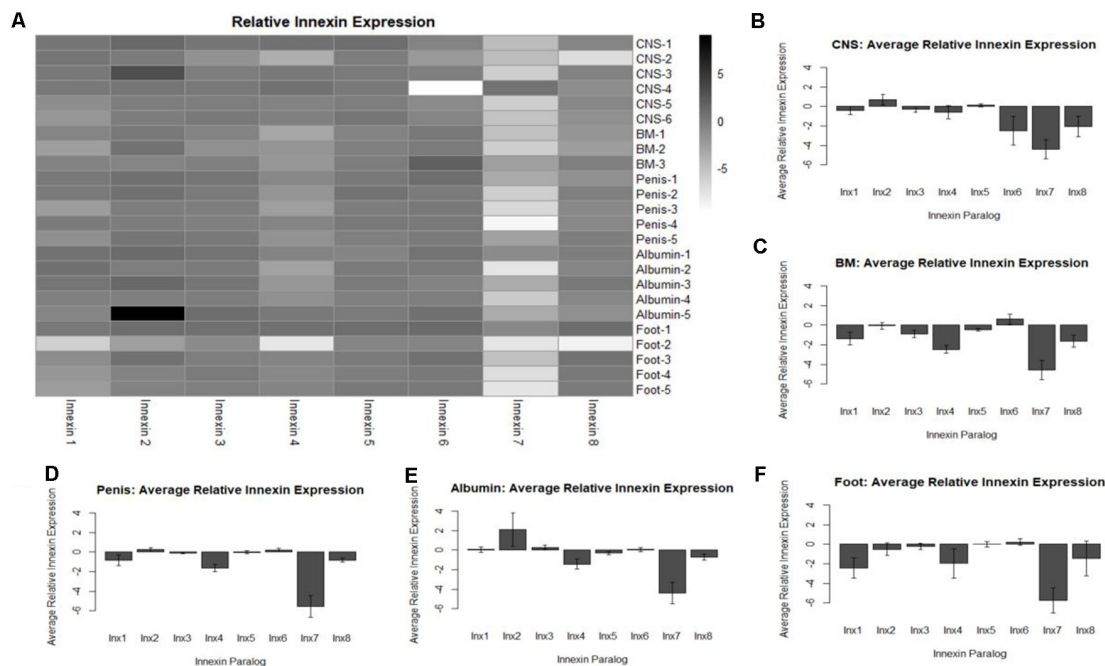 A
Relative Innexin Expression
CNS-1
CNS-2
CNS-3
CNS-4
CNS-5
CNS-6
BM-1
BM-2
BM-3
Penis-1
Penis-2
Penis-3
Penis-4
Penis-5
Albumin-1
Albumin-2
Albumin-3
Albumin-4
Albumin-5
Foot-1
Foot-2
Foot-3
Foot-4
Foot-5
Innexin 1
Innexin 2
Innexin 3
Innexin 4
Innexin 5
Innexin 6
Innexin 7
Innexin 8
5
0
-5
B
CNS: Average Relative Innexin Expression
Average Relative Innexin Expression
4
2
0
-2
-4
-6
Inx1 Inx2 Inx3 Inx4 Inx5 Inx6 Inx7 Inx8
Innexin Paralog
C
BM: Average Relative Innexin Expression
Average Relative Innexin Expression
4
2
0
-2
-4
-6
Inx1 Inx2 Inx3 Inx4 Inx5 Inx6 Inx7 Inx8
Innexin Paralog
D
Penis: Average Relative Innexin Expression
Average Relative Innexin Expression
4
2
0
-2
-4
-6
Inx1 Inx2 Inx3 Inx4 Inx5 Inx6 Inx7 Inx8
Innexin Paralog
E
Albumin: Average Relative Innexin Expression
Average Relative Innexin Expression
4
2
0
-2
-4
-6
Inx1 Inx2 Inx3 Inx4 Inx5 Inx6 Inx7 Inx8
Innexin Paralog
F
Foot: Average Relative Innexin Expression
Average Relative Innexin Expression
4
2
0
-2
-4
-6
Inx1 Inx2 Inx3 Inx4 Inx5 Inx6 Inx7 Inx8
Innexin Paralog